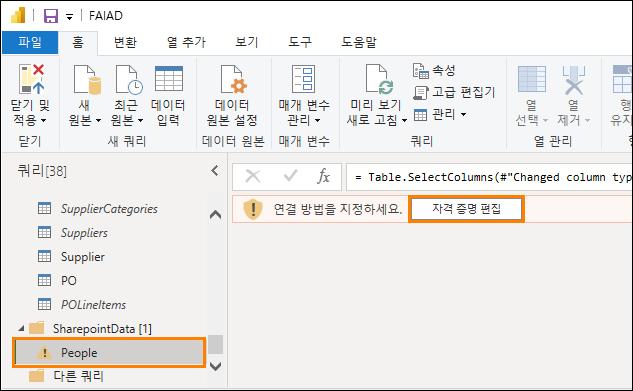 FAIAD
파일 홈 변환 열 추가 보기 도구 도움말
닫기 및 적용
새 원본
최근 원본
데이터 입력
데이터 원본 설정
매개 변수 관리
미리 보기 새로 고침
속성
고급 편집기
관리
열 선택
열 제거
행
유지
닫기 새 쿼리 데이터 원본 매개 변수 쿼리 열 관리
쿼리[38]
= Table.SelectColumns(#"Changed column typ
연결 방법을 지정하세요. 자격 증명 편집
SupplierCategories
Suppliers
Supplier
PO
POLineItems
SharepointData [1]
People
다른 쿼리